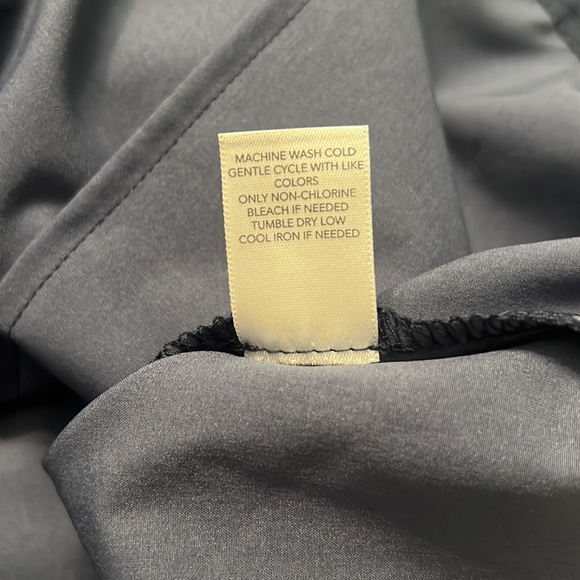 MACHINE WASH COLD
GENTLE CYCLE WITH LIKE
COLORS
ONLY NON-CHLORINE
BLEACH IF NEEDED
TUMBLE DRY LOW
COOL IRON IF NEEDED